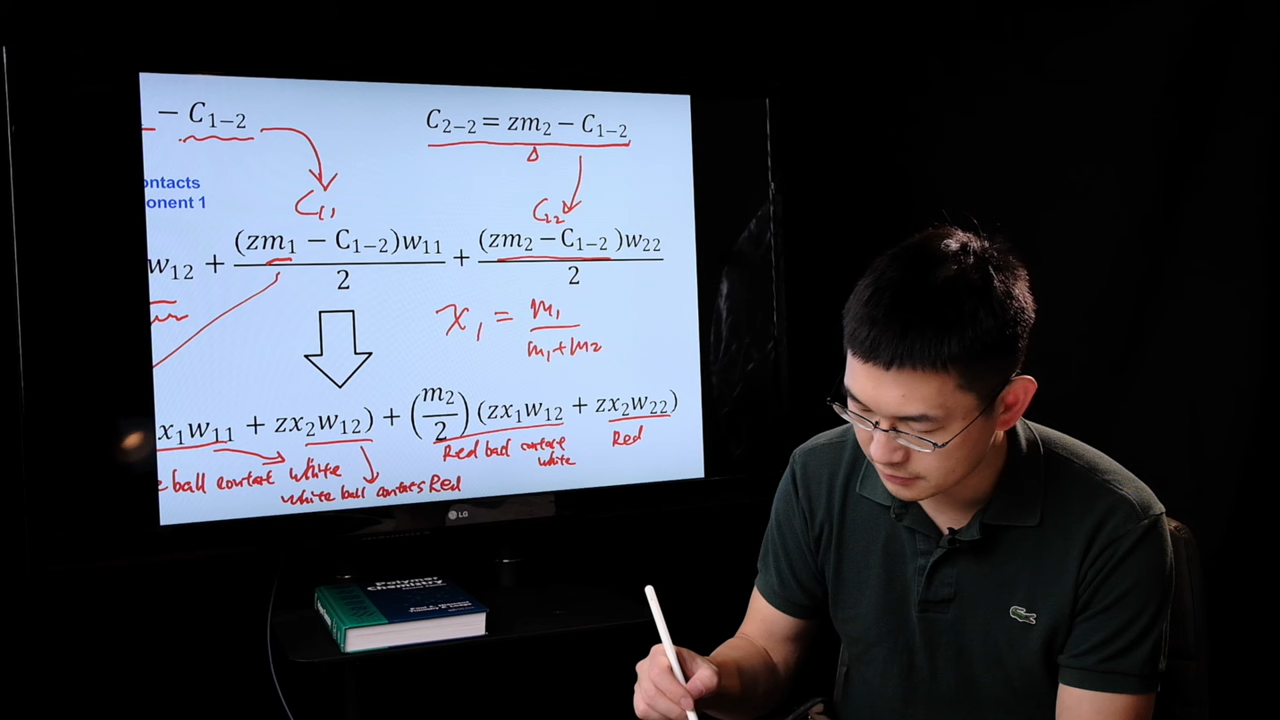 − C₁₋₂
C₂₋₂ = zm₂ − C₁₋₂
ontacts
onent 1
C₁₁
C₂₂
w₁₂ + (zm₁ − C₁₋₂)w₁₁ / 2 + (zm₂ − C₁₋₂)w₂₂ / 2
x₁ = m₁ / m₁+m₂
x₁w₁₁ + zx₂w₁₂) + (m₂ / 2) (zx₁w₁₂ + zx₂w₂₂)
Red ball contact
white
Red
e ball contact white
white ball contacts Red
LG
Polymer
Chemistry